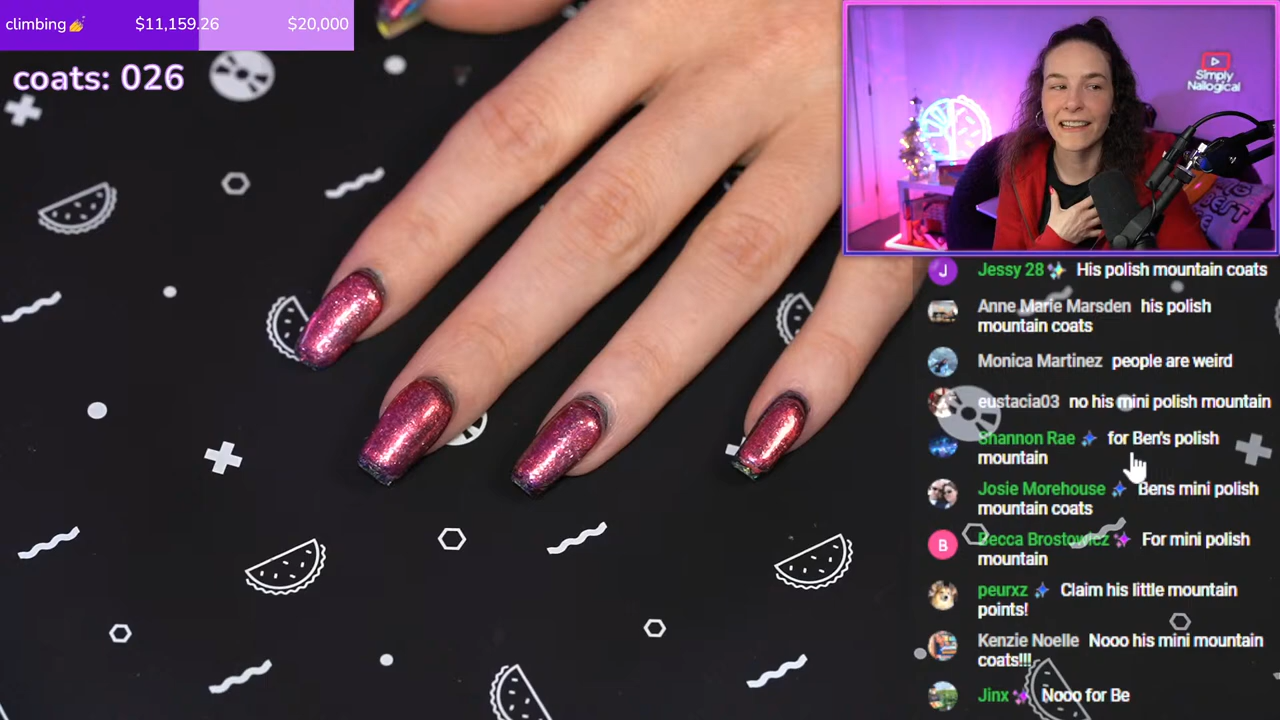 climbing💅 $11,159.26 $20,000
coats: 026
Simply
Nailogical
Jessy 28 His polish mountain coats
Anne Marie Marsden his polish
mountain coats
Monica Martinez people are weird
eustacia03 no his mini polish mountain
Shannon Rae for Ben's polish
mountain
Josie Morehouse Bens mini polish
mountain coats
Becca Brostowicz For mini polish
mountain
peurxz Claim his little mountain
points!
Kenzie Noelle Nooo his mini mountain
coats!!!
Jinx Nooo for Be
J
B